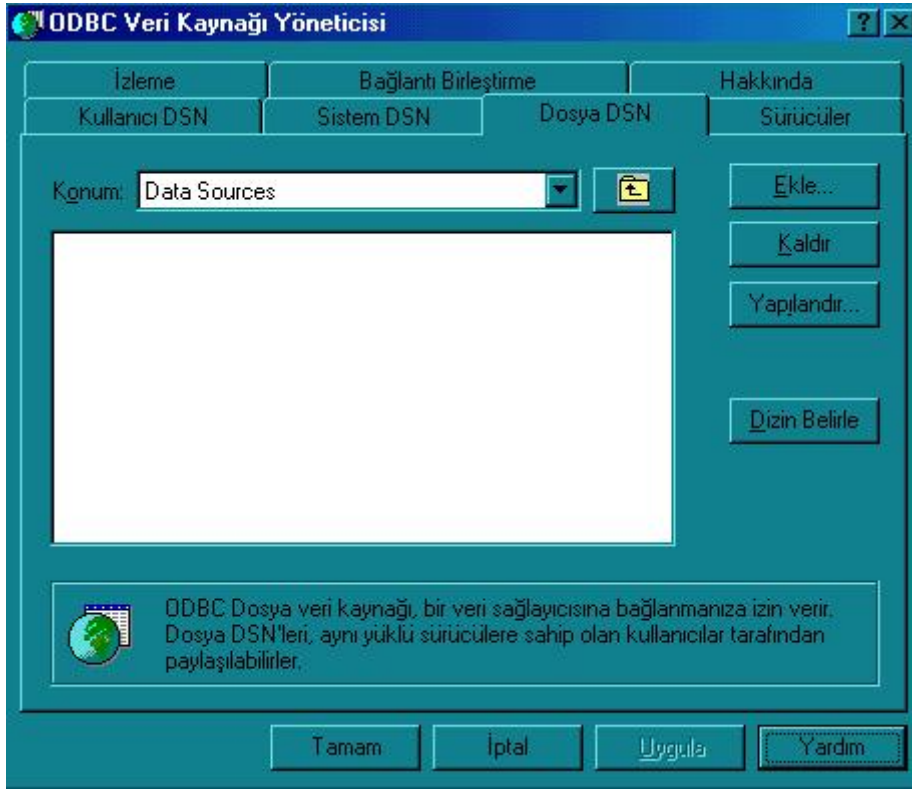 ODBC Veri Kaynağı Yöneticisi
İzleme
Bağlantı Birleştirme
Hakkında
Kullanıcı DSN
Sistem DSN
Dosya DSN
Sürücüler
Konum:
Data Sources
Ekle...
Kaldır
Yapılandır...
Dizin Belirle
ODBC Dosya veri kaynağı, bir veri sağlayıcısına bağlanmanıza izin verir.
Dosya DSN'leri, aynı yüklü sürücülere sahip olan kullanıcılar tarafından
paylaşılabilirler.
Tamam
İptal
Uygula
Yardım